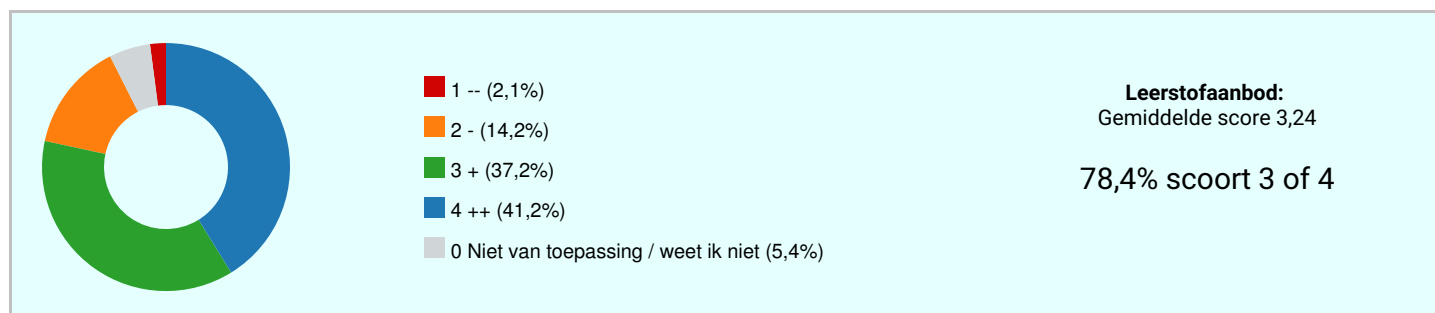 1 -- (2,1%)
2 - (14,2%)
3 + (37,2%)
4 ++ (41,2%)
0 Niet van toepassing / weet ik niet (5,4%)
Leerstofaanbod:
Gemiddelde score 3,24
78,4% scoort 3 of 4